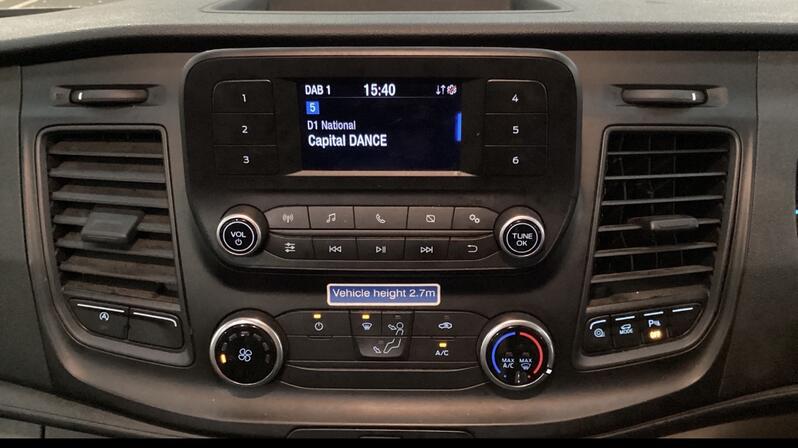 DAB 1 15:40
5
D1 National
Capital DANCE
1
2
3
4
5
6
VOL
TUNE
OK
Vehicle height 2.7m
A
A/C
MAX
A/C
MAX
MODE
P
OFF